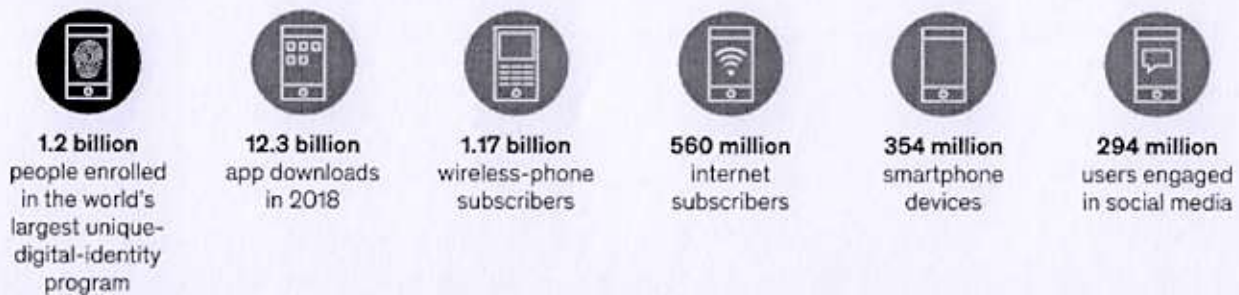 1.2 billion
people enrolled
in the world's
largest unique-
digital-identity
program
12.3 billion
app downloads
in 2018
1.17 billion
wireless-phone
subscribers
560 million
internet
subscribers
354 million
smartphone
devices
294 million
users engaged
in social media